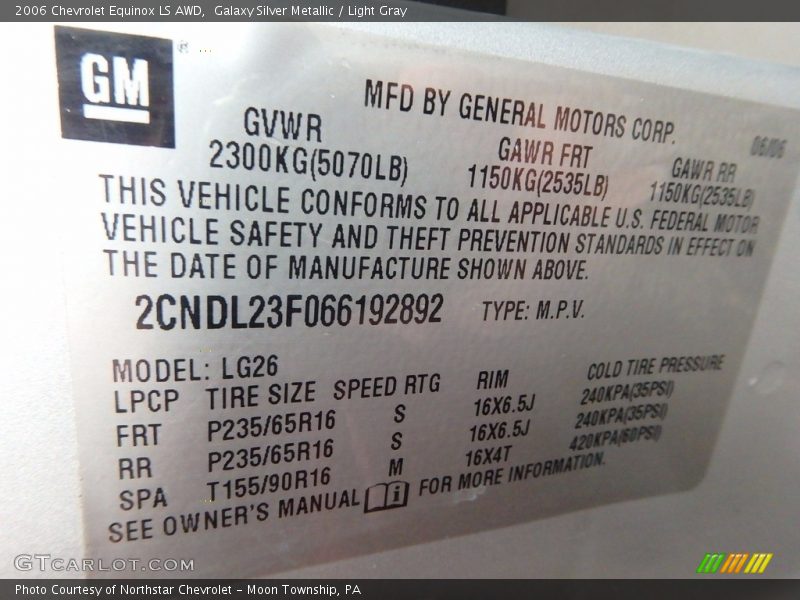 2006 Chevrolet Equinox LS AWD,  Galaxy Silver Metallic / Light Gray
GM ®
MFD BY GENERAL MOTORS CORP.
06/06
GVWR
2300KG(5070LB)
GAWR FRT
1150KG(2535LB)
GAWR RR
1150KG(2535LB)
THIS VEHICLE CONFORMS TO ALL APPLICABLE U.S. FEDERAL MOTOR
VEHICLE SAFETY AND THEFT PREVENTION STANDARDS IN EFFECT ON
THE DATE OF MANUFACTURE SHOWN ABOVE.
2CNDL23F066192892 TYPE: M.P.V.
MODEL: LG26
LPCP TIRE SIZE SPEED RTG RIM COLD TIRE PRESSURE
FRT P235/65R16 S 16X6.5J 240KPA(35PSI)
RR P235/65R16 S 16X6.5J 240KPA(35PSI)
SPA T155/90R16 M 16X4T 420KPA(60PSI)
SEE OWNER'S MANUAL i FOR MORE INFORMATION.
GTCARLOT.COM
Photo Courtesy of Northstar Chevrolet - Moon Township, PA